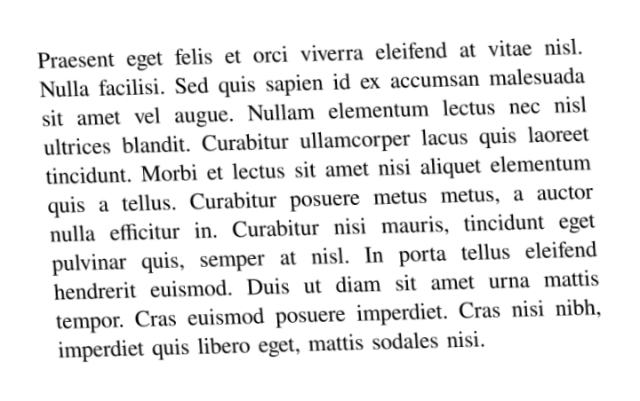 Praesent eget felis et orci viverra eleifend at vitae nisl.
Nulla facilisi. Sed quis sapien id ex accumsan malesuada
sit amet vel augue. Nullam elementum lectus nec nisl
ultrices blandit. Curabitur ullamcorper lacus quis laoreet
tincidunt. Morbi et lectus sit amet nisi aliquet elementum
quis a tellus. Curabitur posuere metus metus, a auctor
nulla efficitur in. Curabitur nisi mauris, tincidunt eget
pulvinar quis, semper at nisl. In porta tellus eleifend
hendrerit euismod. Duis ut diam sit amet urna mattis
tempor. Cras euismod posuere imperdiet. Cras nisi nibh,
imperdiet quis libero eget, mattis sodales nisi.